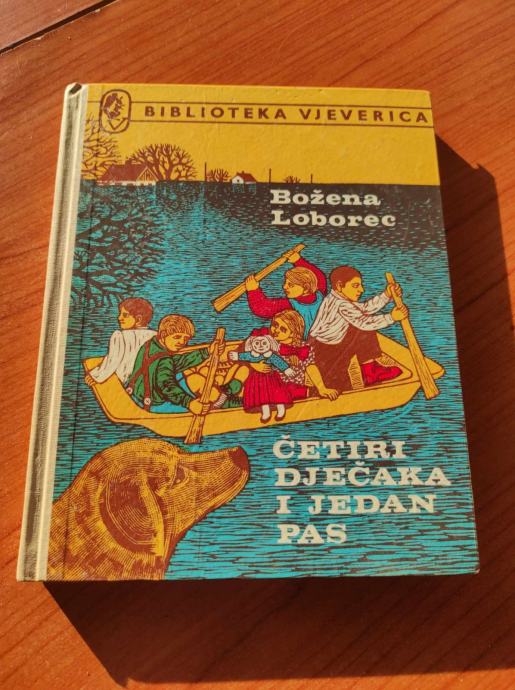 BIBLIOTEKA VJEVERICA
Božena
Loborec
ČETIRI
DJEČAKA
I JEDAN
PAS